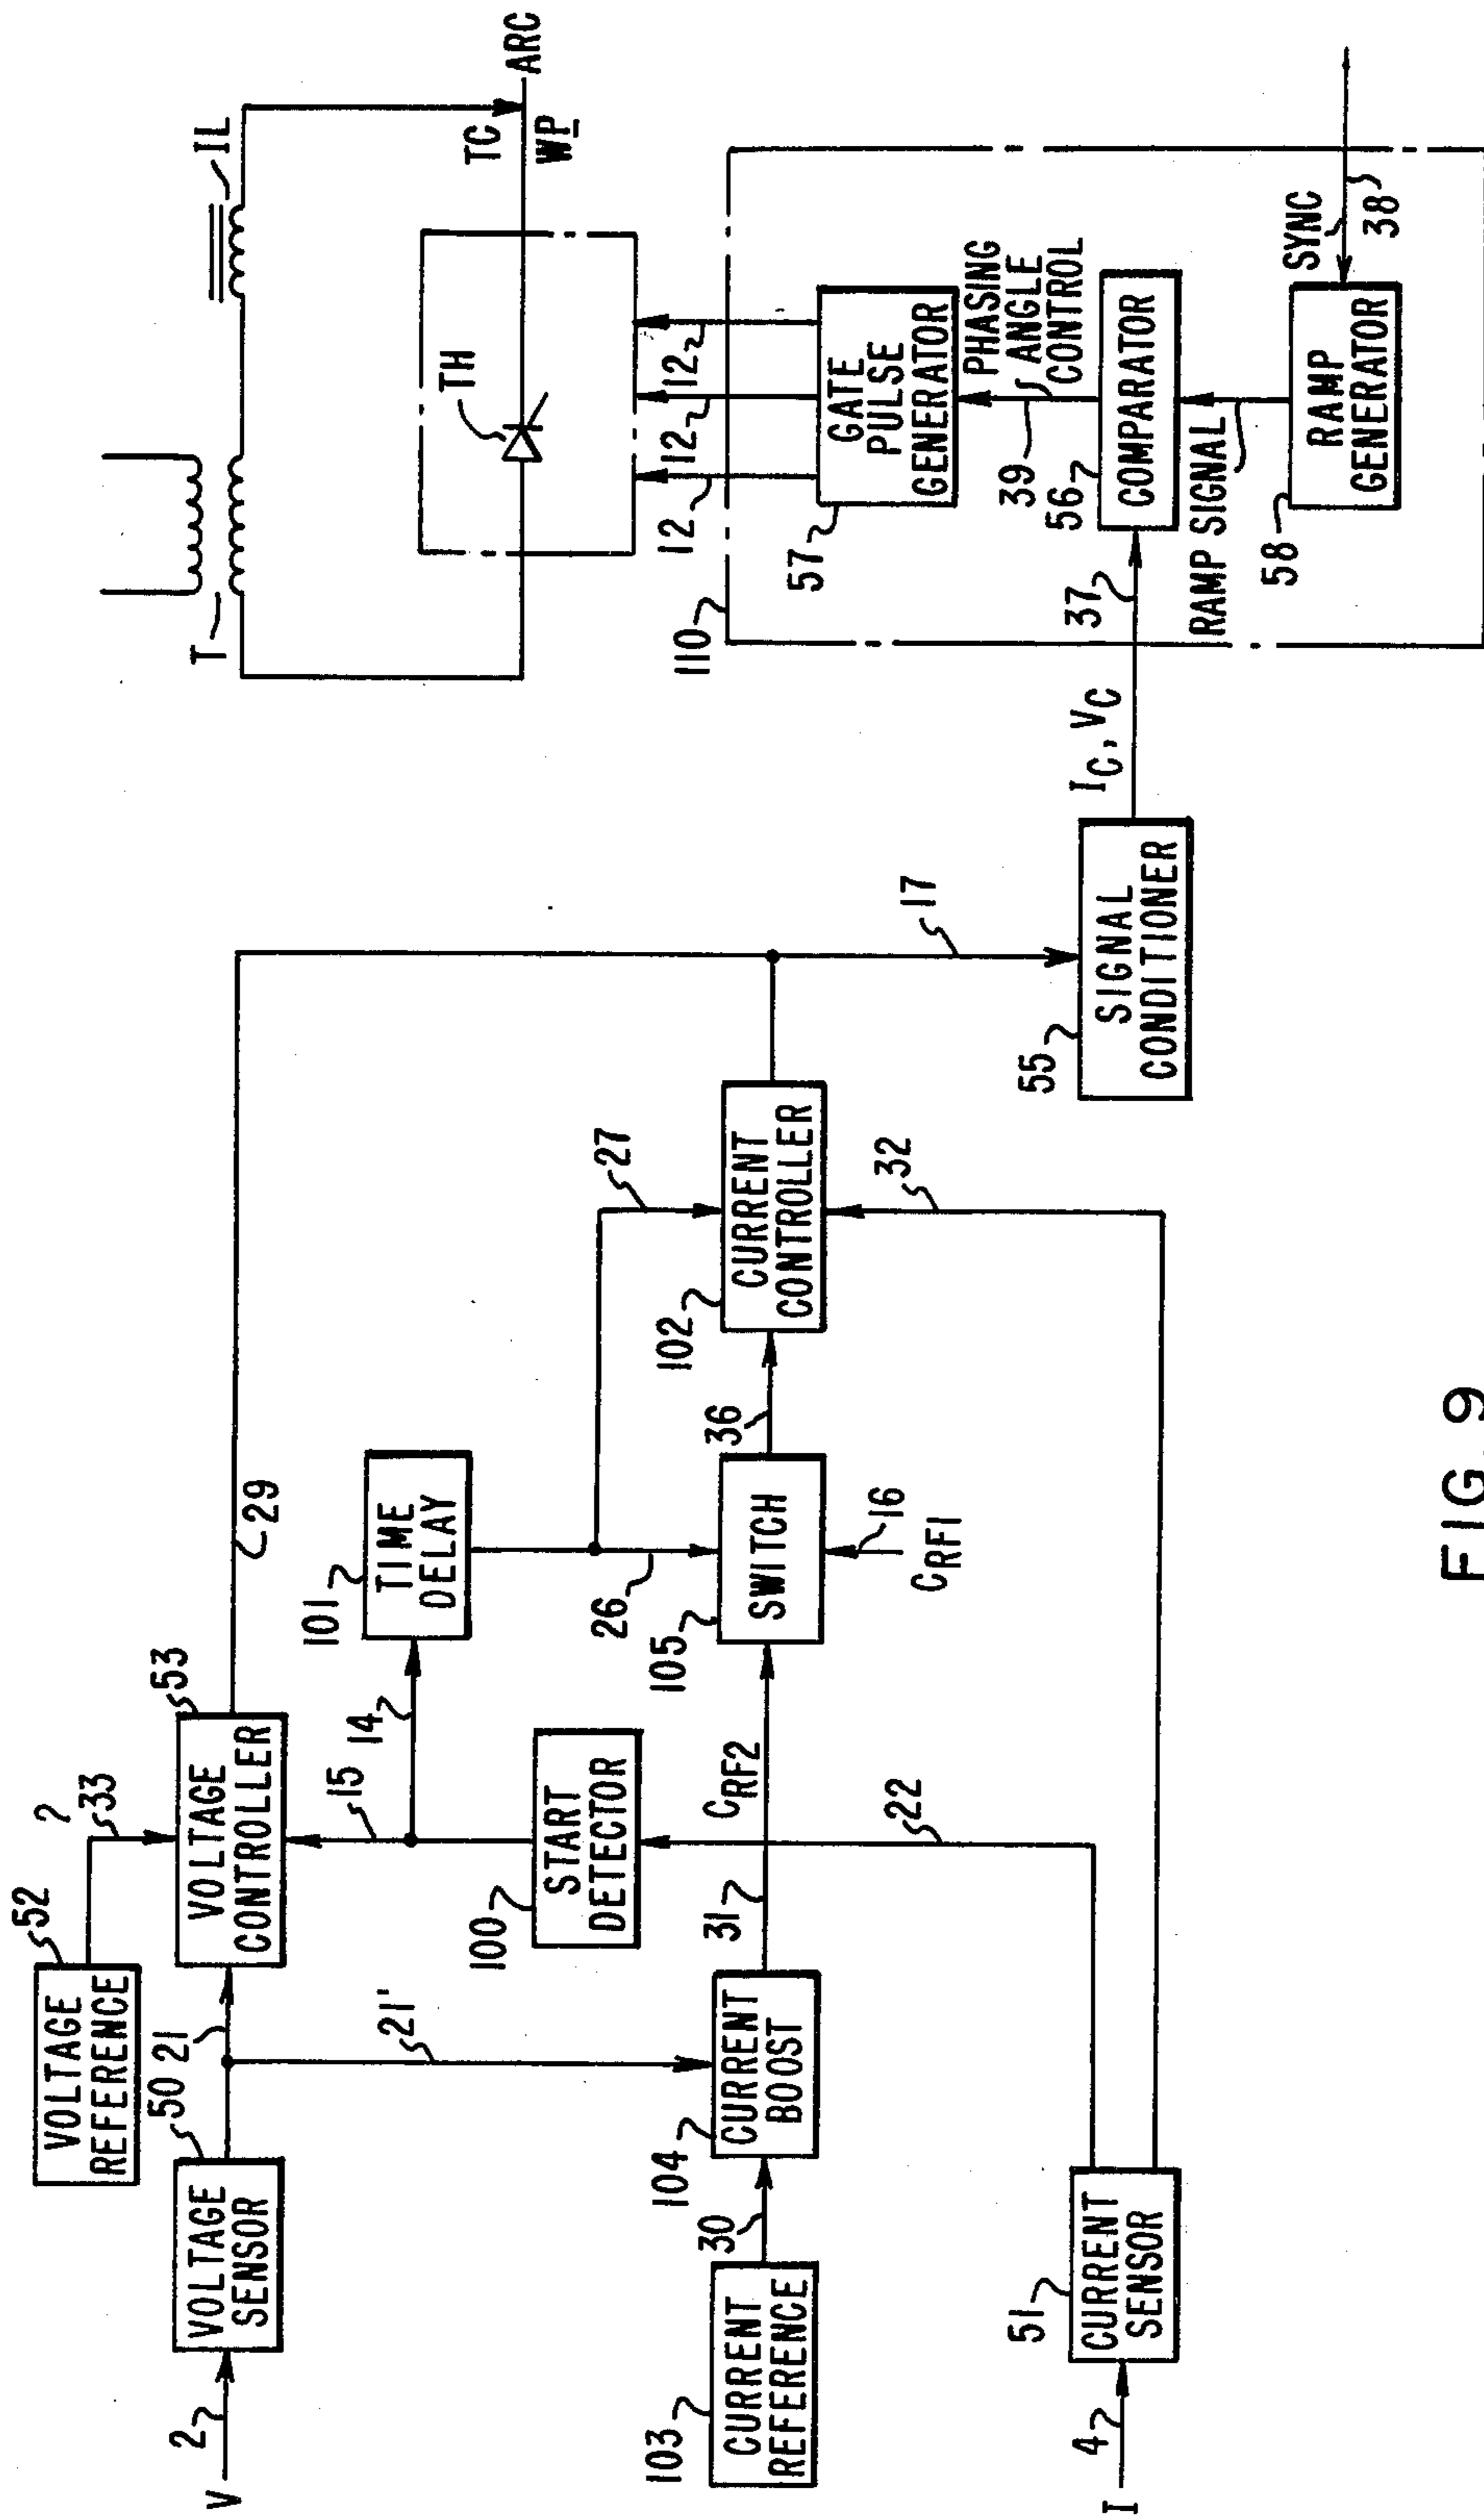 V
2
VOLTAGE
SENSOR
50
21
VOLTAGE
REFERENCE
52
33
?
VOLTAGE
CONTROLLER
53
29
21'
15
14
TIME
DELAY
101
START
DETECTOR
100
22
CURRENT
REFERENCE
103
30
CURRENT
BOOST
104
31
CRF2
SWITCH
105
26
16
CRF1
36
CURRENT
CONTROLLER
102
27
32
I
4
CURRENT
SENSOR
51
17
SIGNAL
CONDITIONER
55
IC, VC
37
110
COMPARATOR
56
39
PHASING
ANGLE
CONTROL
RAMP SIGNAL
RAMP
GENERATOR
58
SYNC
38
GATE
PULSE
GENERATOR
57
12
12
12
TH
T
IL
TC
WP
ARC
FIG. 9